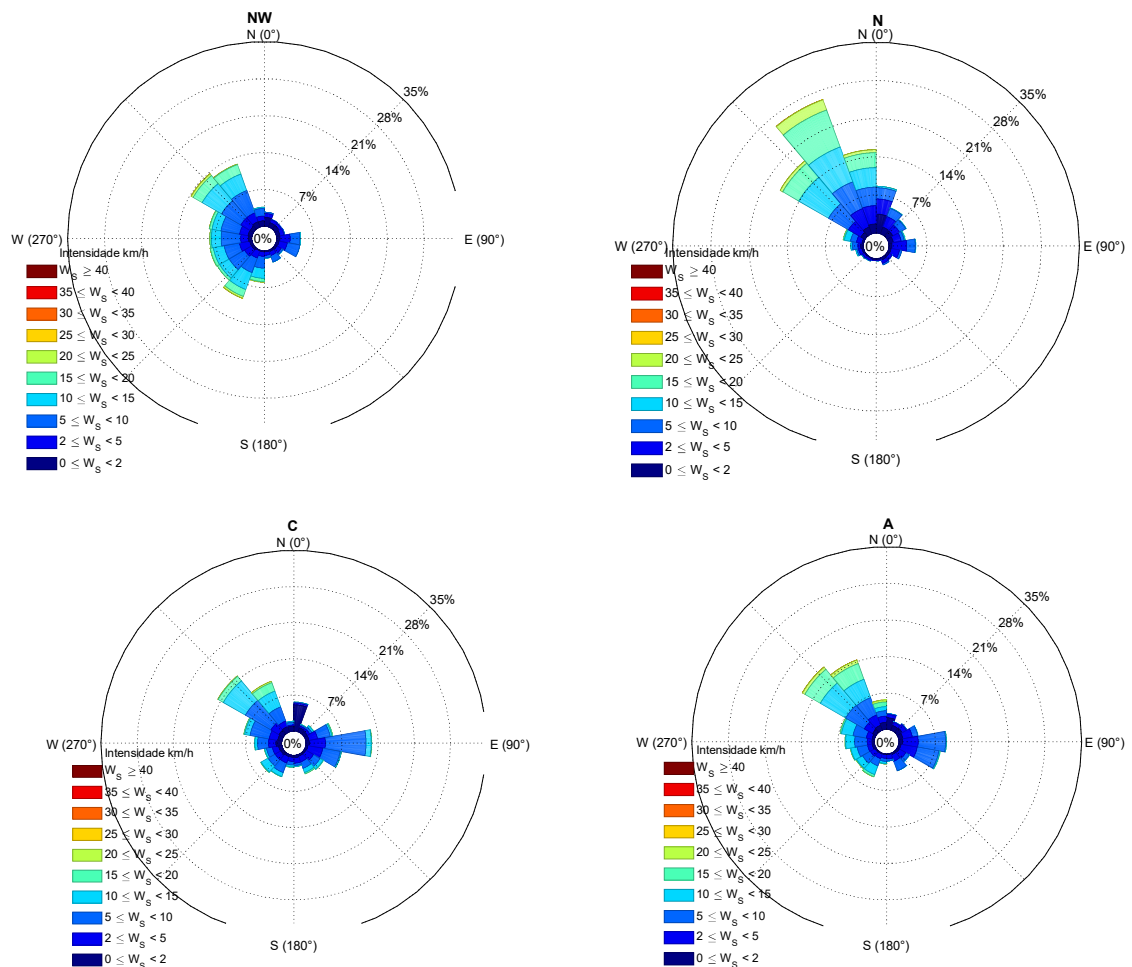 NW
N (0°)
35%
28%
21%
14%
7%
0%
W (270°)
E (90°)
S (180°)
Intensidade km/h
W_S ≥ 40
35 ≤ W_S < 40
30 ≤ W_S < 35
25 ≤ W_S < 30
20 ≤ W_S < 25
15 ≤ W_S < 20
10 ≤ W_S < 15
5 ≤ W_S < 10
2 ≤ W_S < 5
0 ≤ W_S < 2
N
N (0°)
35%
28%
21%
14%
7%
0%
W (270°)
E (90°)
S (180°)
Intensidade km/h
W_S ≥ 40
35 ≤ W_S < 40
30 ≤ W_S < 35
25 ≤ W_S < 30
20 ≤ W_S < 25
15 ≤ W_S < 20
10 ≤ W_S < 15
5 ≤ W_S < 10
2 ≤ W_S < 5
0 ≤ W_S < 2
C
N (0°)
35%
28%
21%
14%
7%
0%
W (270°)
E (90°)
S (180°)
Intensidade km/h
W_S ≥ 40
35 ≤ W_S < 40
30 ≤ W_S < 35
25 ≤ W_S < 30
20 ≤ W_S < 25
15 ≤ W_S < 20
10 ≤ W_S < 15
5 ≤ W_S < 10
2 ≤ W_S < 5
0 ≤ W_S < 2
A
N (0°)
35%
28%
21%
14%
7%
0%
W (270°)
E (90°)
S (180°)
Intensidade km/h
W_S ≥ 40
35 ≤ W_S < 40
30 ≤ W_S < 35
25 ≤ W_S < 30
20 ≤ W_S < 25
15 ≤ W_S < 20
10 ≤ W_S < 15
5 ≤ W_S < 10
2 ≤ W_S < 5
0 ≤ W_S < 2